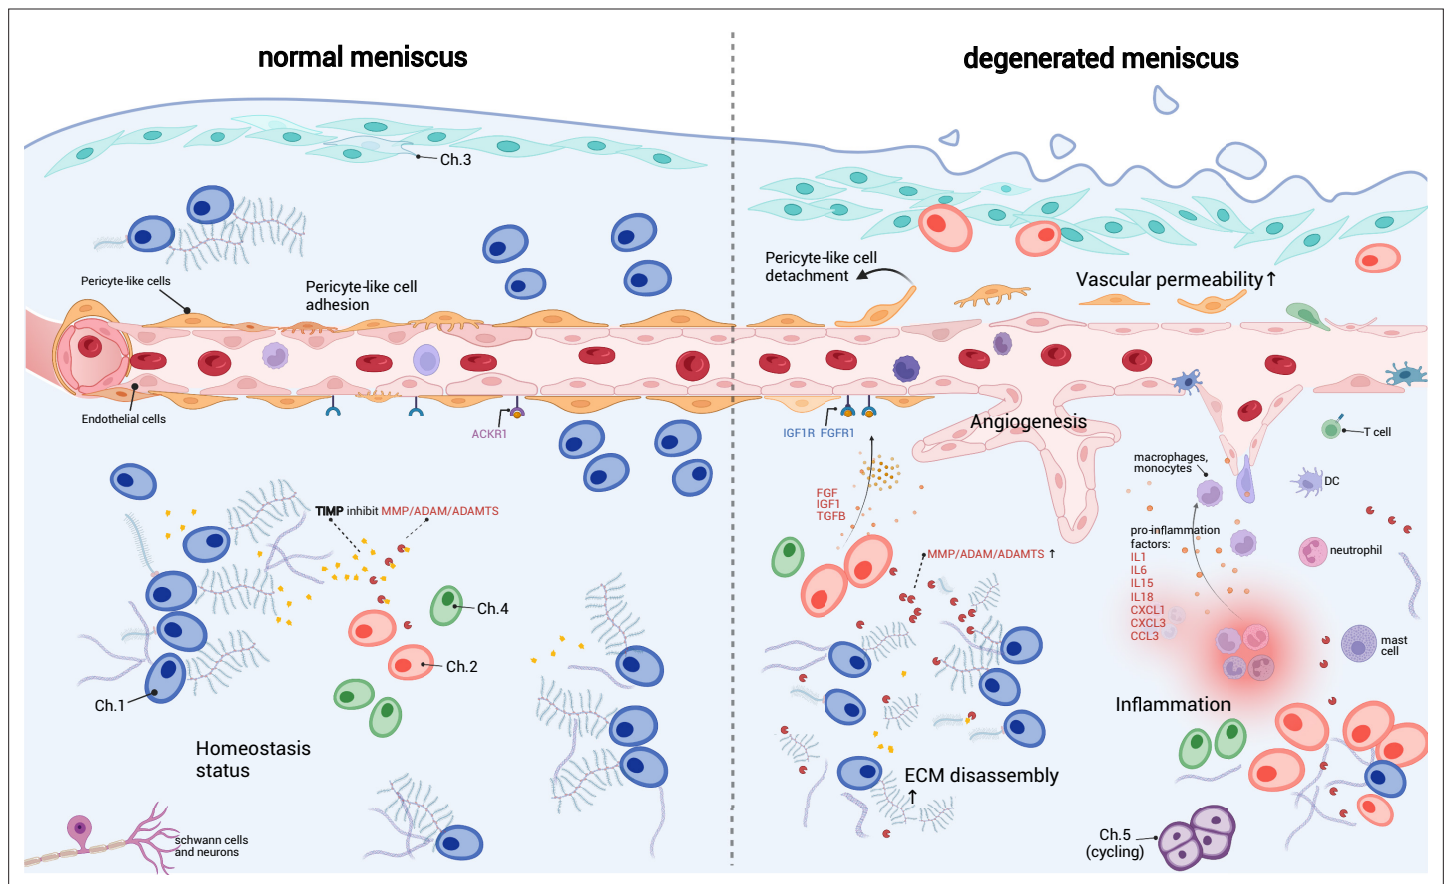 normal meniscus
Ch.3
Pericyte-like cells
Pericyte-like cell
adhesion
Endothelial cells
ACKR1
TIMP inhibit MMP/ADAM/ADAMTS
Ch.4
Ch.2
Ch.1
Homeostasis
status
schwann cells
and neurons
degenerated meniscus
Pericyte-like cell
detachment
Vascular permeability↑
IGF1R FGFR1
Angiogenesis
T cell
macrophages,
monocytes
DC
FGF
IGF1
TGFB
pro-inflammation
factors:
IL1
IL6
IL15
IL18
CXCL1
CXCL3
CCL3
neutrophil
MMP/ADAM/ADAMTS ↑
mast
cell
Inflammation
ECM disassembly
↑
Ch.5
(cycling)